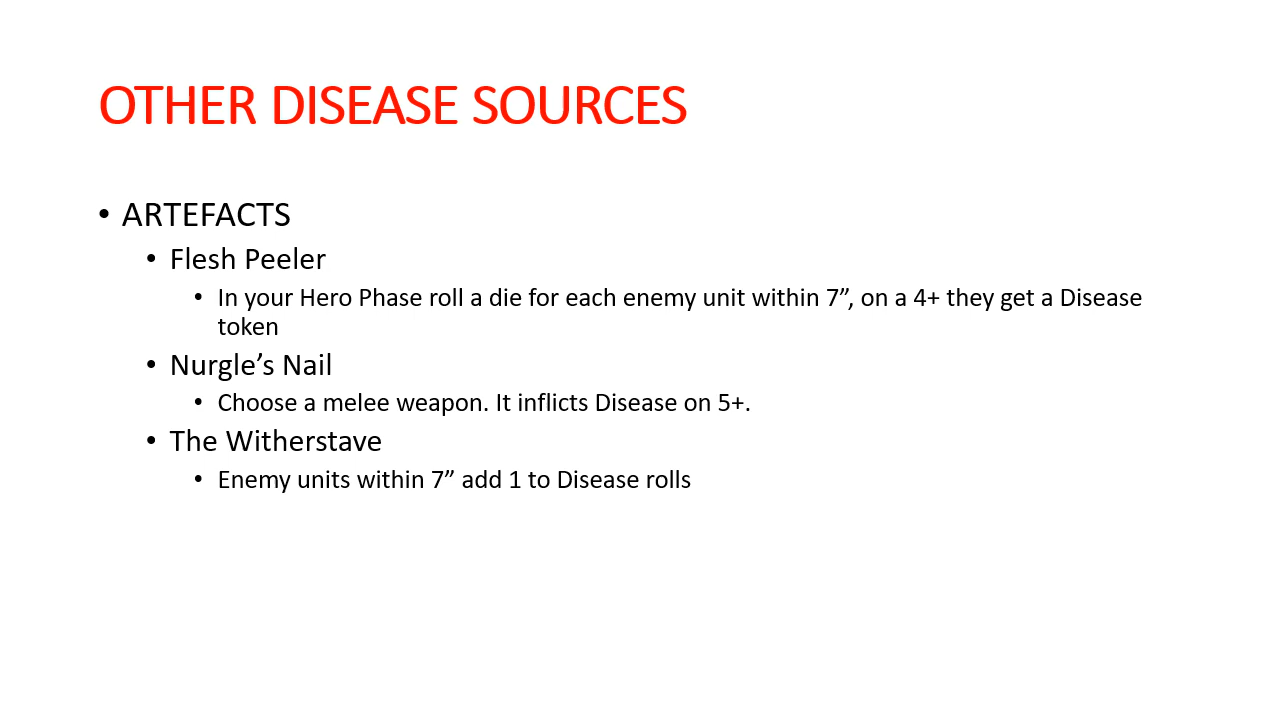 OTHER DISEASE SOURCES
• ARTEFACTS
• Flesh Peeler
• In your Hero Phase roll a die for each enemy unit within 7”, on a 4+ they get a Disease
token
• Nurgle’s Nail
• Choose a melee weapon. It inflicts Disease on 5+.
• The Witherstave
• Enemy units within 7” add 1 to Disease rolls